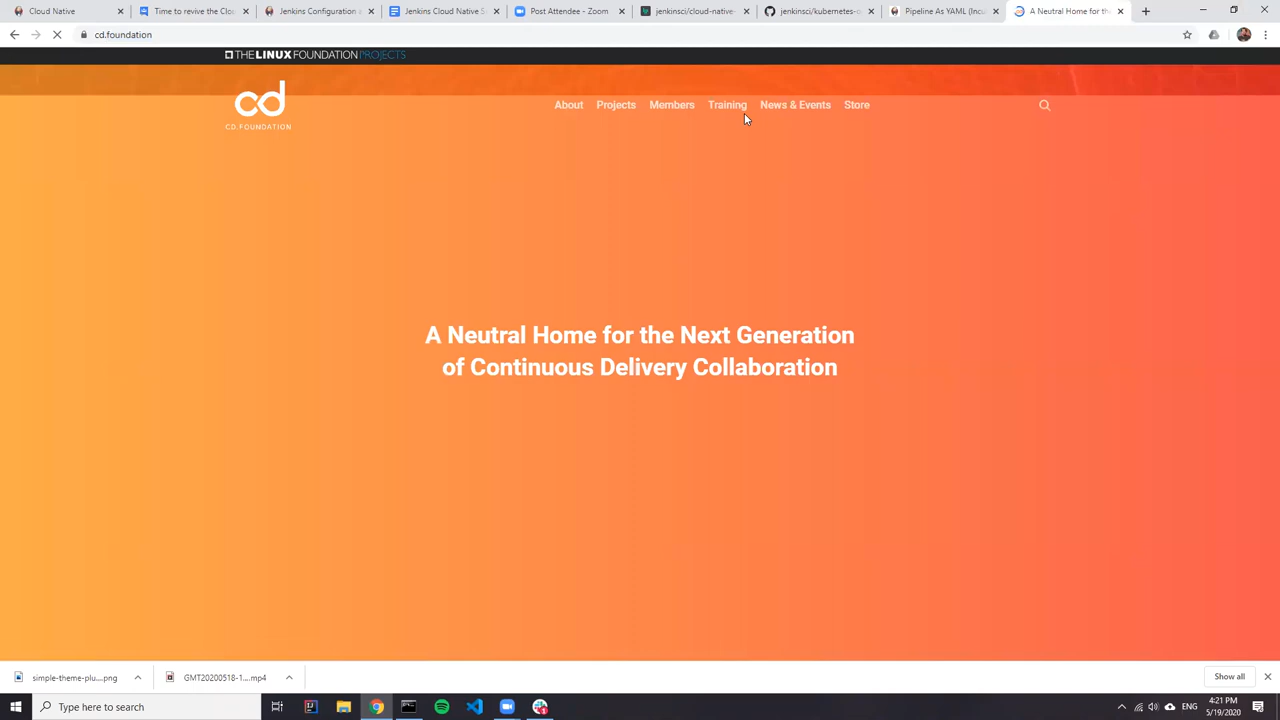 Cloud Native
Time to revive the Clo
Jenkins Configuration a
Jenkins Cloud Native S
Post Attendee - Zoom
jenkinsci/cloud-native-
jenkinsci/kubernetes-o
Pipeline As YAML (Incu
A Neutral Home for th
cd.foundation
THE LINUX FOUNDATION PROJECTS
cd
CD.FOUNDATION
About
Projects
Members
Training
News & Events
Store
A Neutral Home for the Next Generation
of Continuous Delivery Collaboration
simple-theme-plu....png
GMT20200518-1....mp4
Show all
Type here to search
ENG
4:21 PM
5/19/2020